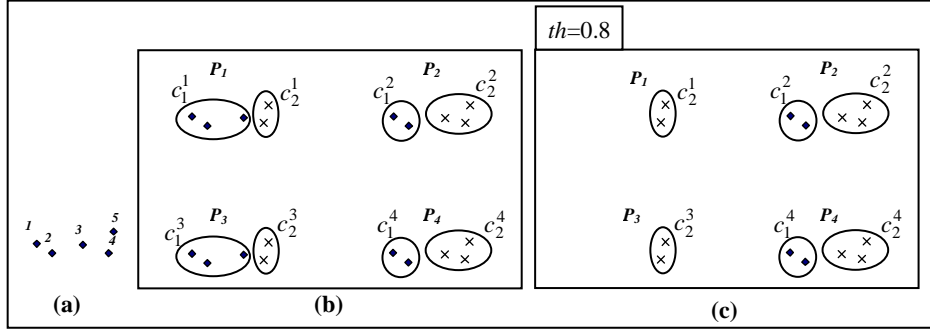 th=0.8
P₁ P₂ P₁ P₂
c₁¹ c₂¹ c₁² c₂² c₂¹ c₁² c₂²
P₃ P₄ P₃ P₄
c₁³ c₂³ c₁⁴ c₂⁴ c₂³ c₁⁴ c₂⁴
1 2 3 4 5
(a) (b) (c)